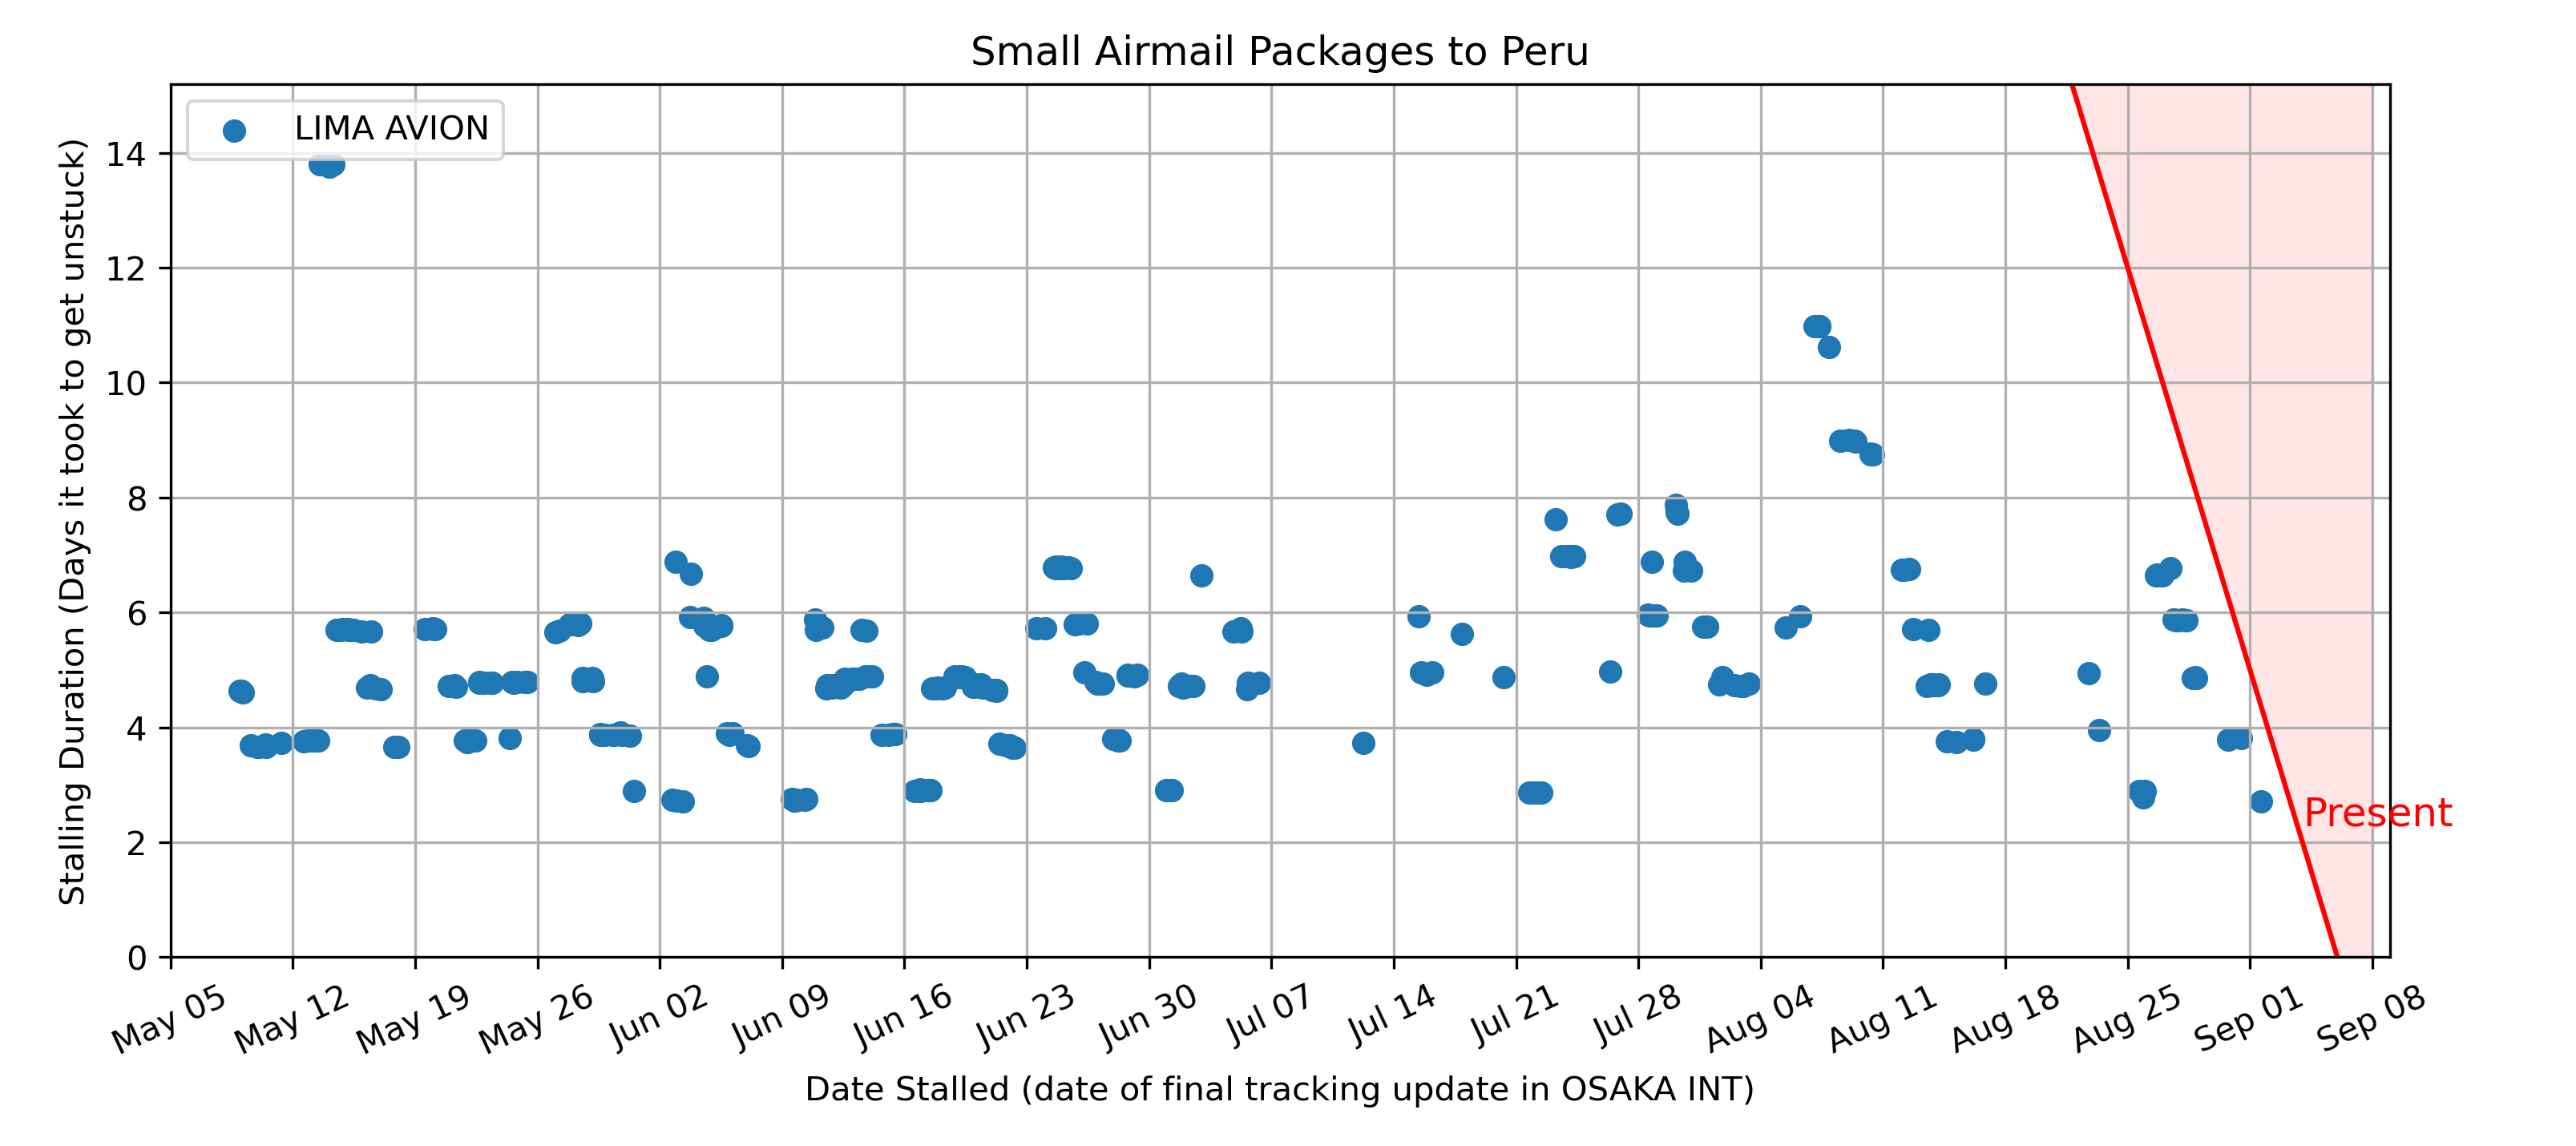 Small Airmail Packages to Peru
LIMA AVION
Stalling Duration (Days it took to get unstuck)
14
12
10
8
6
4
2
0
Present
May 05
May 12
May 19
May 26
Jun 02
Jun 09
Jun 16
Jun 23
Jun 30
Jul 07
Jul 14
Jul 21
Jul 28
Aug 04
Aug 11
Aug 18
Aug 25
Sep 01
Sep 08
Date Stalled (date of final tracking update in OSAKA INT)